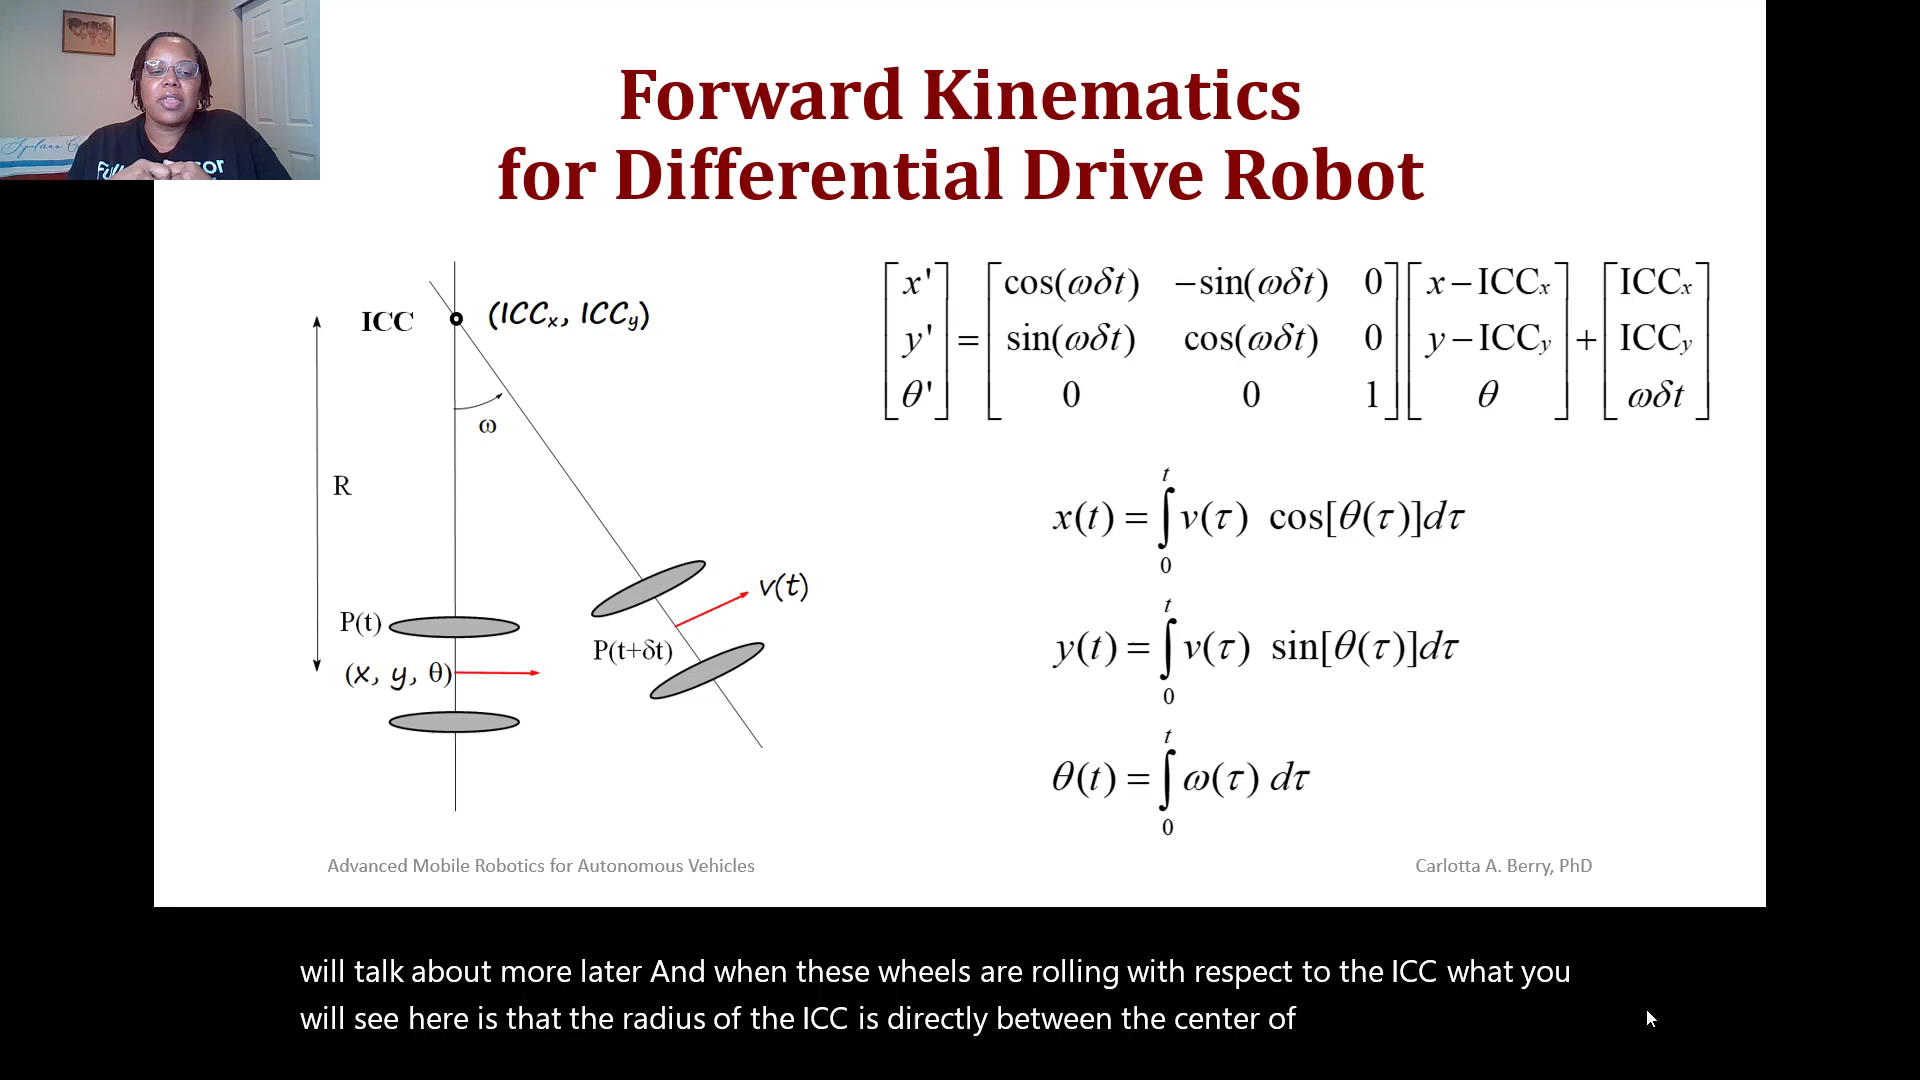 Forward Kinematics
for Differential Drive Robot
ICC
(ICCx, ICCy)
ω
R
P(t)
(x, y, θ)
v(t)
P(t+δt)
[x'] = [cos(ωδt) −sin(ωδt) 0] [x − ICCx] + [ICCx]
[y'] = [sin(ωδt) cos(ωδt) 0] [y − ICCy] + [ICCy]
[θ'] = [0 0 1] [θ] + [ωδt]
x(t) = ∫₀ᵗ v(τ) cos[θ(τ)]dτ
y(t) = ∫₀ᵗ v(τ) sin[θ(τ)]dτ
θ(t) = ∫₀ᵗ ω(τ) dτ
Advanced Mobile Robotics for Autonomous Vehicles
Carlotta A. Berry, PhD
will talk about more later And when these wheels are rolling with respect to the ICC what you
will see here is that the radius of the ICC is directly between the center of